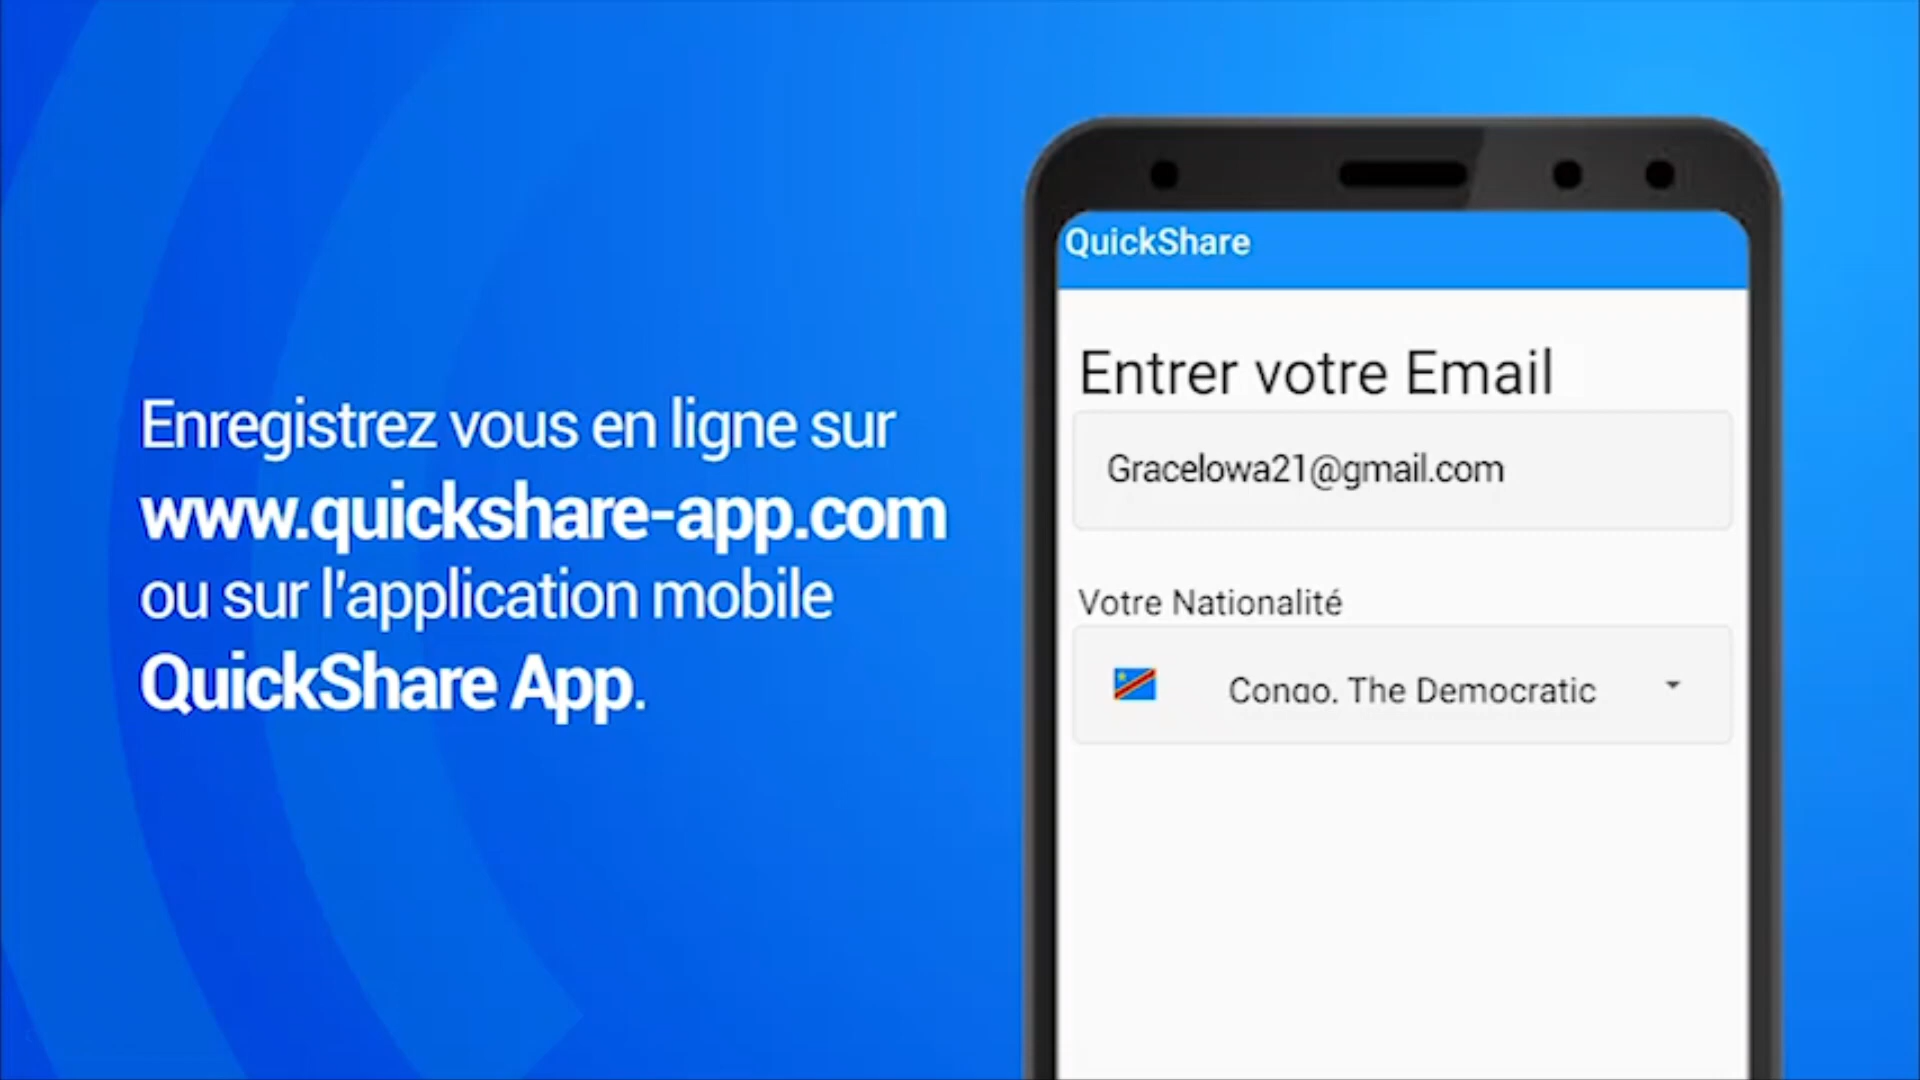 Enregistrez vous en ligne sur
www.quickshare-app.com
ou sur l'application mobile
QuickShare App.
QuickShare
Entrer votre Email
Gracelowa21@gmail.com
Votre Nationalité
Congo, The Democratic